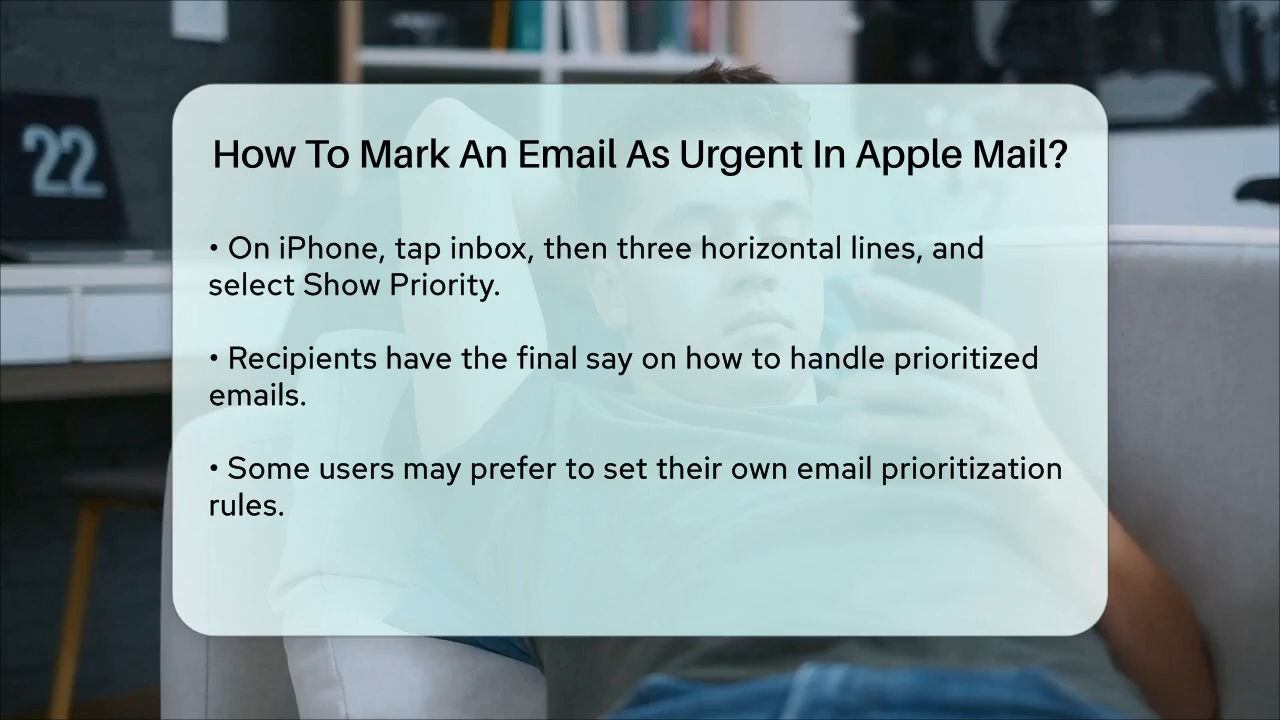 22
How To Mark An Email As Urgent In Apple Mail?
• On iPhone, tap inbox, then three horizontal lines, and
select Show Priority.
• Recipients have the final say on how to handle prioritized
emails.
• Some users may prefer to set their own email prioritization
rules.